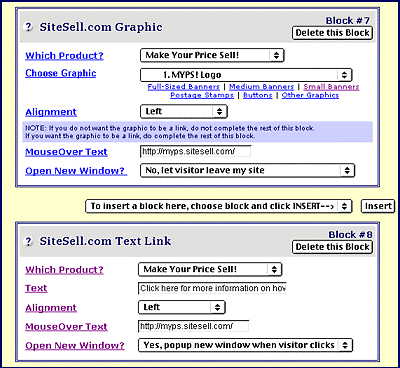 Block #7
? SiteSell.com Graphic
Delete this Block
Which Product? Make Your Price Sell!
Choose Graphic 1. MYPS! Logo
Full-Sized Banners | Medium Banners | Small Banners
Postage Stamps | Buttons | Other Graphics
Alignment Left
NOTE: If you do not want the graphic to be a link, do not complete the rest of this block.
If you want the graphic to be a link, do complete the rest of this block.
MouseOver Text http://myps.sitesell.com/
Open New Window? No, let visitor leave my site
To insert a block here, choose block and click INSERT--> Insert
Block #8
? SiteSell.com Text Link
Delete this Block
Which Product? Make Your Price Sell!
Text Click here for more information on how
Alignment Left
MouseOver Text http://myps.sitesell.com/
Open New Window? Yes, popup new window when visitor clicks